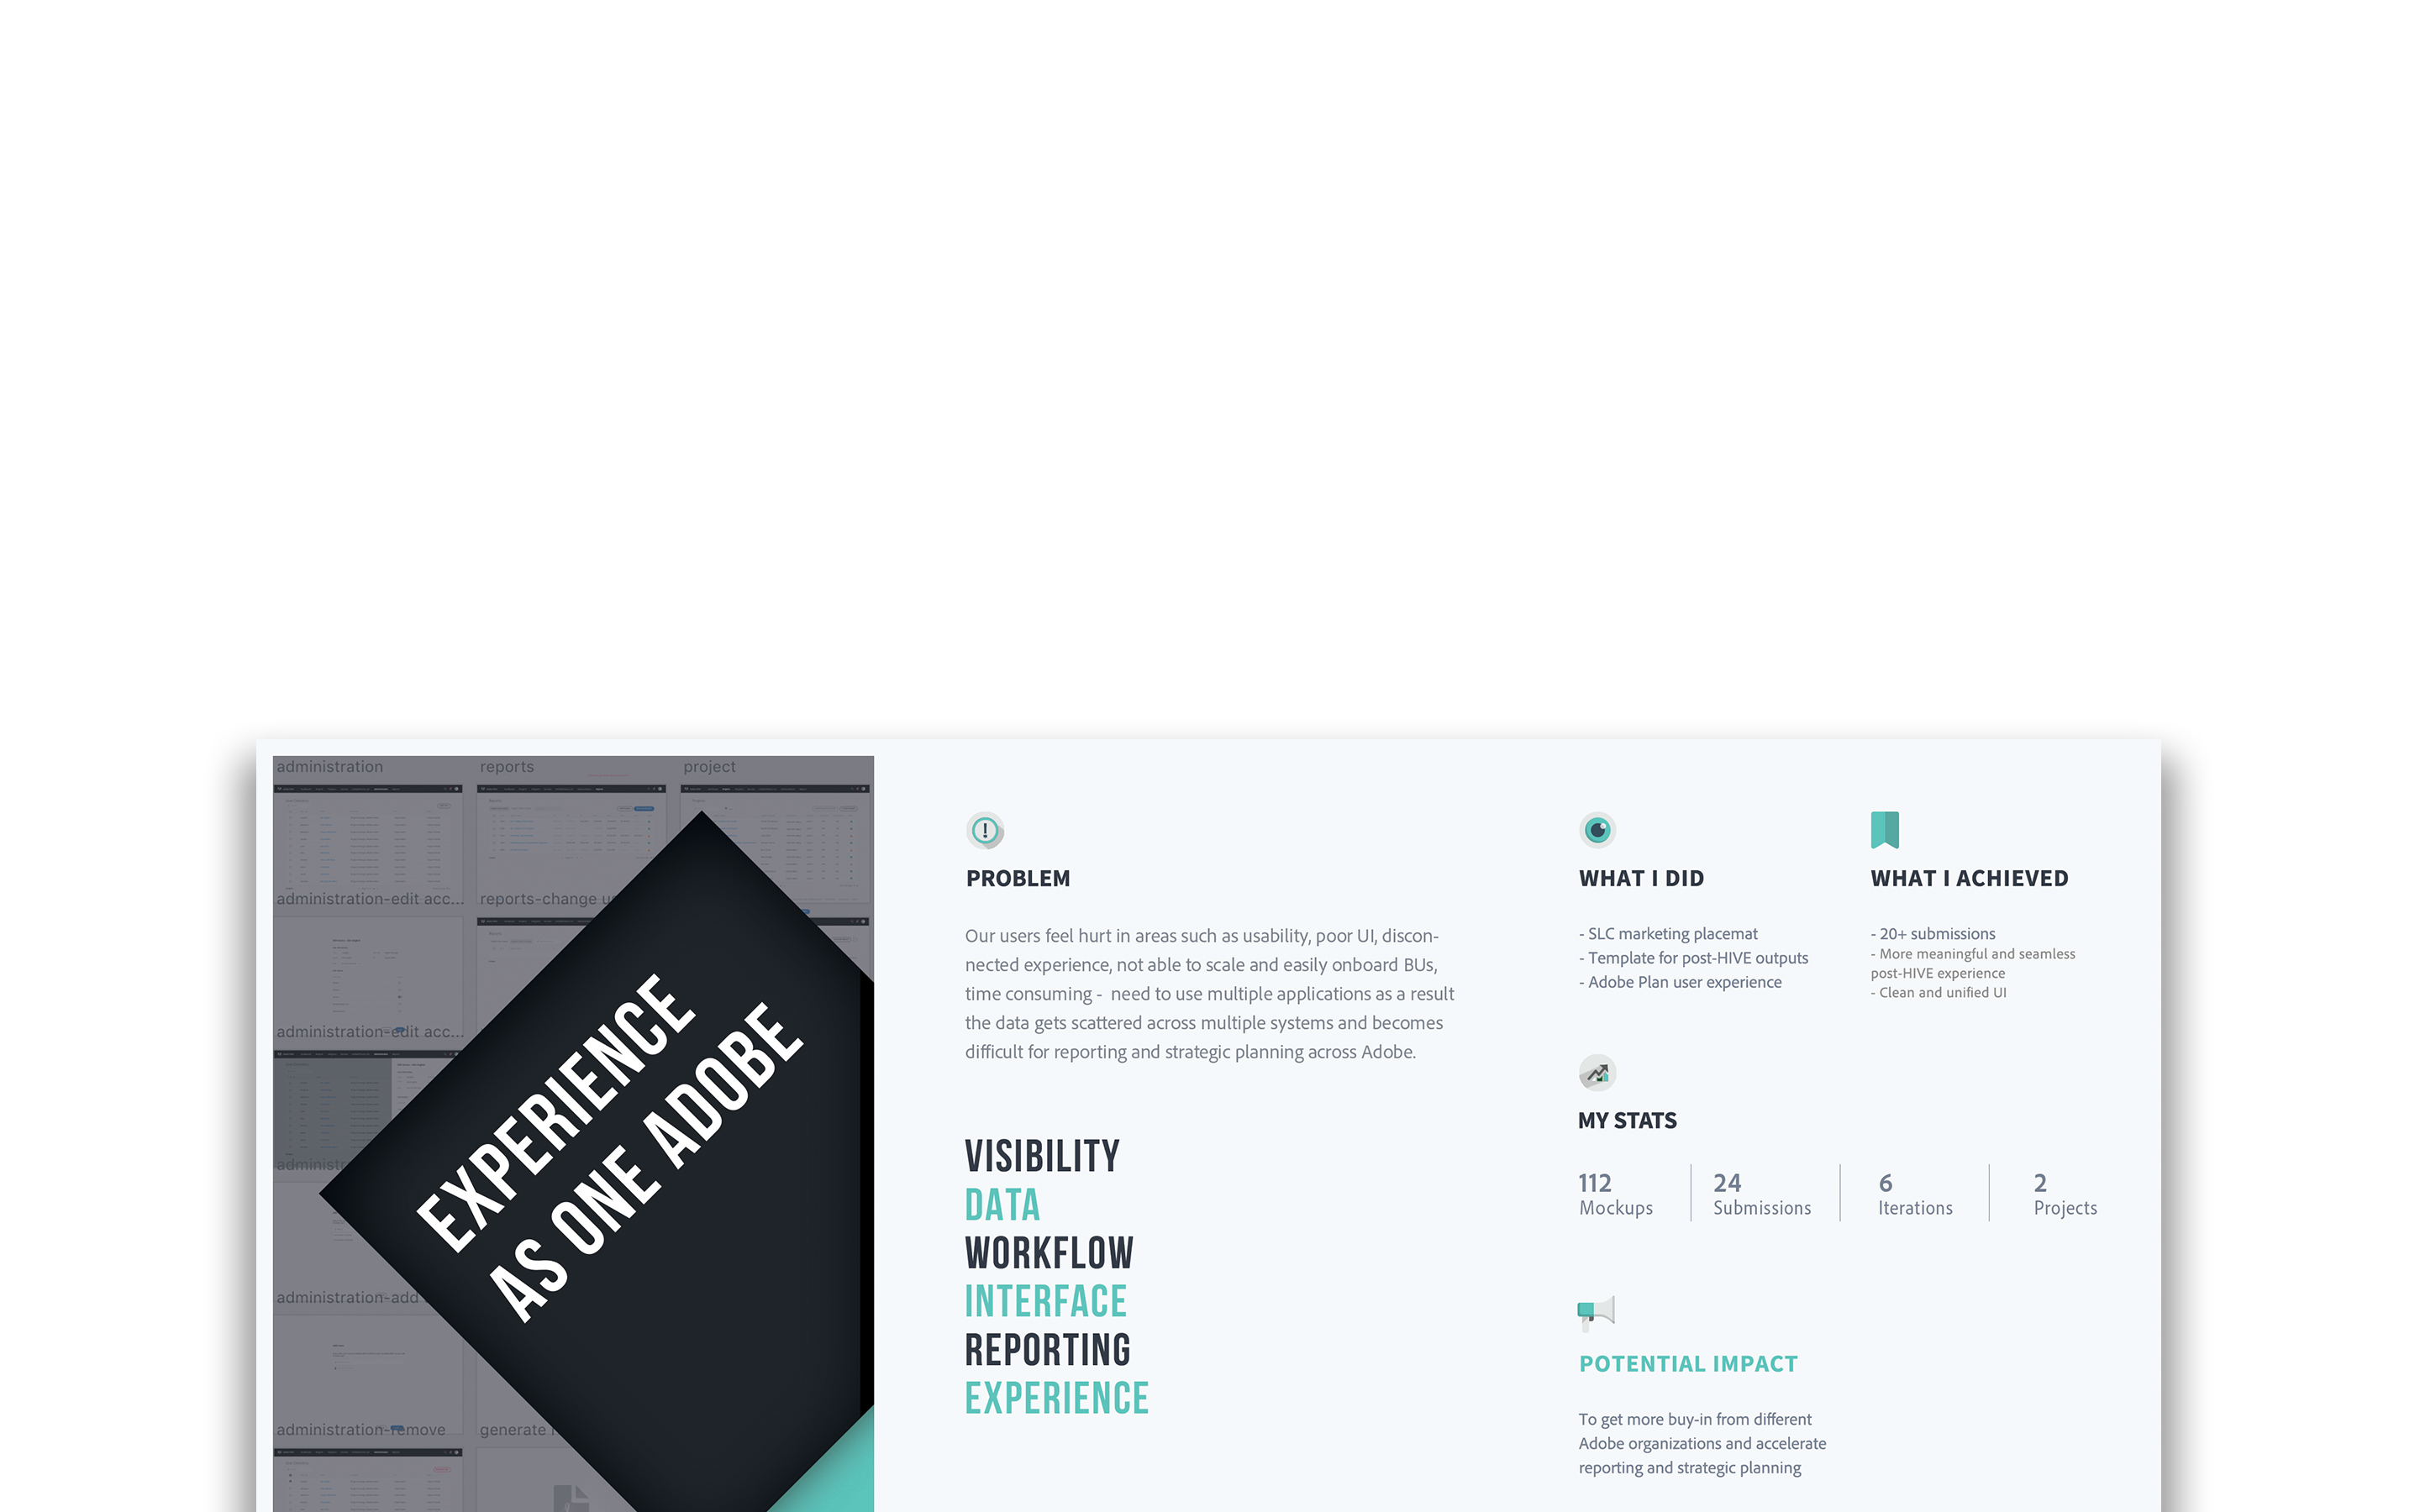 administration
reports
project
administration-edit acc...
reports-change
administration-edit acc...
administration-add
administration-remove
generate
EXPERIENCE
AS ONE ADOBE
PROBLEM
Our users feel hurt in areas such as usability, poor UI, discon-
nected experience, not able to scale and easily onboard BUs,
time consuming -  need to use multiple applications as a result
the data gets scattered across multiple systems and becomes
difficult for reporting and strategic planning across Adobe.
VISIBILITY
DATA
WORKFLOW
INTERFACE
REPORTING
EXPERIENCE
WHAT I DID
- SLC marketing placemat
- Template for post-HIVE outputs
- Adobe Plan user experience
WHAT I ACHIEVED
- 20+ submissions
- More meaningful and seamless
post-HIVE experience
- Clean and unified UI
MY STATS
112
Mockups
24
Submissions
6
Iterations
2
Projects
POTENTIAL IMPACT
To get more buy-in from different
Adobe organizations and accelerate
reporting and strategic planning